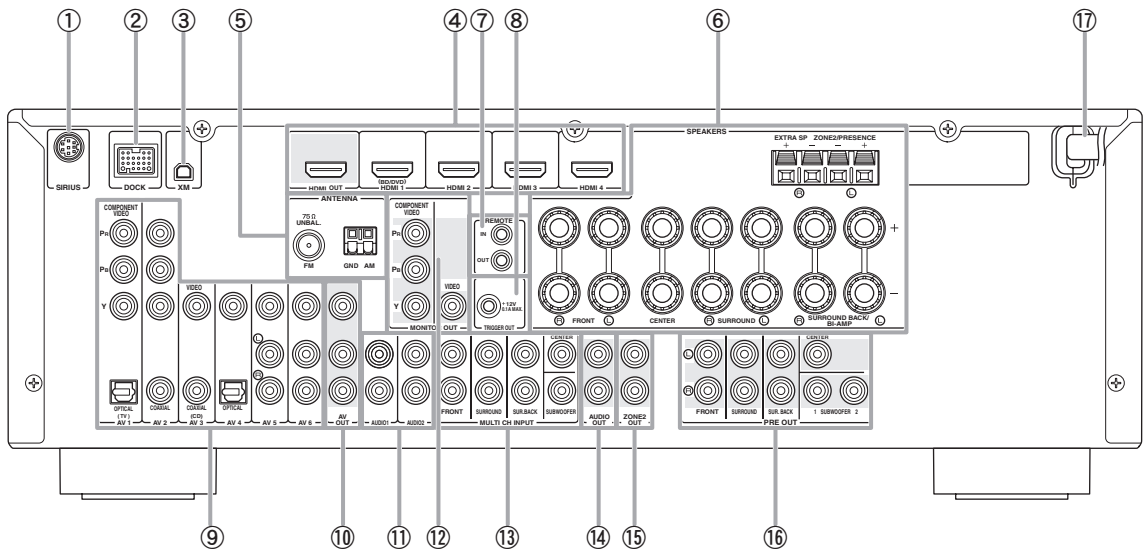 ① ② ③ ⑤ ④ ⑦ ⑧ ⑥ ⑰
SIRIUS
DOCK
XM
HDMI OUT
(BD/DVD)
HDMI 1
HDMI 2
HDMI 3
HDMI 4
SPEAKERS
EXTRA SP ZONE2/PRESENCE
+ − − +
R L
ANTENNA
75Ω
UNBAL.
FM
GND AM
COMPONENT
VIDEO
PR
PB
Y
VIDEO
MONITOR OUT
REMOTE
IN
OUT
+12V
0.1A MAX.
TRIGGER OUT
+
−
R FRONT L
CENTER
R SURROUND L
R SURROUND BACK/
BI-AMP L
COMPONENT
VIDEO
PR
PB
Y
VIDEO
L
R
OPTICAL
(TV)
AV 1
COAXIAL
AV 2
COAXIAL
(CD)
AV 3
OPTICAL
AV 4
AV 5
AV 6
AV
OUT
AUDIO1
AUDIO2
FRONT
SURROUND
SUR.BACK
CENTER
SUBWOOFER
MULTI CH INPUT
AUDIO
OUT
ZONE2
OUT
L
R
FRONT
SURROUND
SUR. BACK
CENTER
1 SUBWOOFER 2
PRE OUT
⑨ ⑩ ⑪ ⑫ ⑬ ⑭ ⑮ ⑯